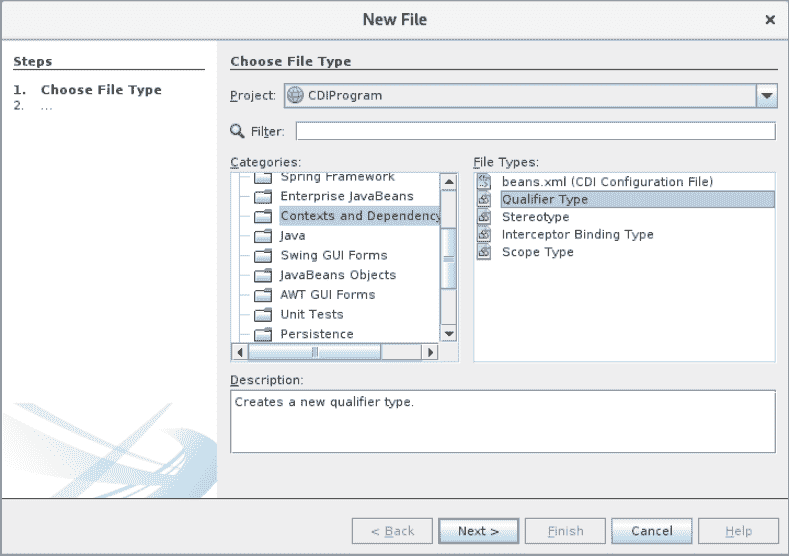 New File
×
Steps
1. Choose File Type
2. ...
Choose File Type
Project: CDIProgram
Filter:
Categories:
Spring Framework
Enterprise JavaBeans
Contexts and Dependency
Java
Swing GUI Forms
JavaBeans Objects
AWT GUI Forms
Unit Tests
Persistence
File Types:
beans.xml (CDI Configuration File)
Qualifier Type
Stereotype
Interceptor Binding Type
Scope Type
Description:
Creates a new qualifier type.
< Back Next > Finish Cancel Help